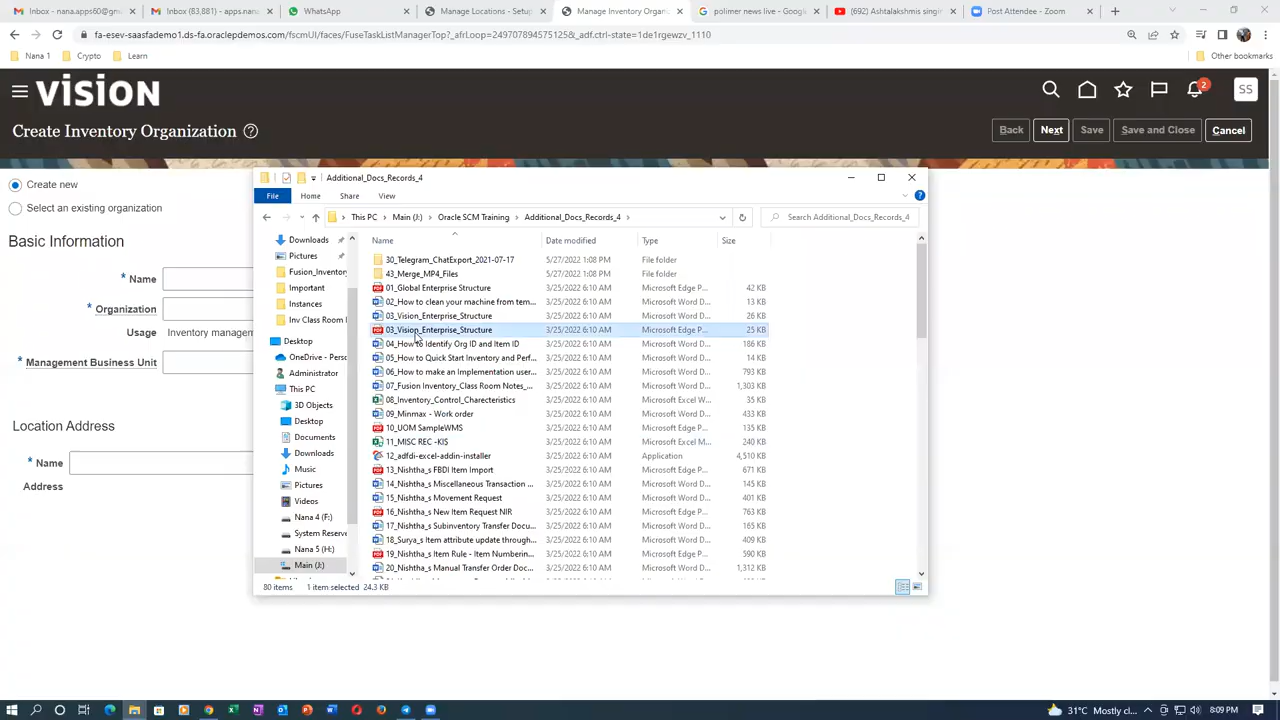 Inbox - nana.apps60@gm
Inbox (83,881) - apps.nana
WhatsApp
Manage Locations - Setup
Manage Inventory Organi
polimer news live - Google
(692) Ashtalakshmis singin
Post Attendee - Zoom
fa-esev-saasfademo1.ds-fa.oraclepdemos.com/fscmUI/faces/FuseTaskListManagerTop?_afrLoop=249707894575125&_adf.ctrl-state=1de1rgewzv_1110
Nana 1
Crypto
Learn
Other bookmarks
VISION
2
SS
Create Inventory Organization
Back
Next
Save
Save and Close
Cancel
Create new
Select an existing organization
Basic Information
* Name
* Organization
Usage Inventory managem
* Management Business Unit
Location Address
* Name
Address
Additional_Docs_Records_4
File
Home
Share
View
This PC > Main (J:) > Oracle SCM Training > Additional_Docs_Records_4 >
Search Additional_Docs_Records_4
Downloads
Pictures
Fusion_Inventory
Important
Instances
Inv Class Room
Desktop
OneDrive - Perso
Administrator
This PC
3D Objects
Desktop
Documents
Downloads
Music
Pictures
Videos
Nana 4 (F:)
System Reserve
Nana 5 (H:)
Main (J:)
Name Date modified Type Size
30_Telegram_ChatExport_2021-07-17 5/27/2022 1:08 PM File folder
43_Merge_MP4_Files 5/27/2022 1:08 PM File folder
01_Global Enterprise Structure 3/25/2022 6:10 AM Microsoft Edge P... 42 KB
02_How to clean your machine from tem... 3/25/2022 6:10 AM Microsoft Word D... 13 KB
03_Vision_Enterprise_Structure 3/25/2022 6:10 AM Microsoft Word D... 26 KB
03_Vision_Enterprise_Structure 3/25/2022 6:10 AM Microsoft Edge P... 25 KB
04_How to Identify Org ID and Item ID 3/25/2022 6:10 AM Microsoft Word D... 186 KB
05_How to Quick Start Inventory and Perf... 3/25/2022 6:10 AM Microsoft Word D... 14 KB
06_How to make an Implementation user... 3/25/2022 6:10 AM Microsoft Word D... 793 KB
07_Fusion Inventory_Class Room Notes_... 3/25/2022 6:10 AM Microsoft Word D... 1,303 KB
08_Inventory_Control_Charecteristics 3/25/2022 6:10 AM Microsoft Excel W... 35 KB
09_Minmax - Work order 3/25/2022 6:10 AM Microsoft Word D... 433 KB
10_UOM SampleWMS 3/25/2022 6:10 AM Microsoft Edge P... 135 KB
11_MISC REC -KIS 3/25/2022 6:10 AM Microsoft Excel M... 240 KB
12_adfdi-excel-addin-installer 3/25/2022 6:10 AM Application 4,510 KB
13_Nishtha_s FBDI Item Import 3/25/2022 6:10 AM Microsoft Edge P... 671 KB
14_Nishtha_s Miscellaneous Transaction ... 3/25/2022 6:10 AM Microsoft Word D... 145 KB
15_Nishtha_s Movement Request 3/25/2022 6:10 AM Microsoft Word D... 401 KB
16_Nishtha_s New Item Request NIR 3/25/2022 6:10 AM Microsoft Edge P... 763 KB
17_Nishtha_s Subinventory Transfer Docu... 3/25/2022 6:10 AM Microsoft Word D... 165 KB
18_Surya_s Item attribute update through... 3/25/2022 6:10 AM Microsoft Word D... 409 KB
19_Nishtha_s Item Rule - Item Numberin... 3/25/2022 6:10 AM Microsoft Edge P... 590 KB
20_Nishtha_s Manual Transfer Order Doc... 3/25/2022 6:10 AM Microsoft Word D... 1,312 KB
80 items 1 item selected 24.3 KB
31°C Mostly cl...
8:09 PM